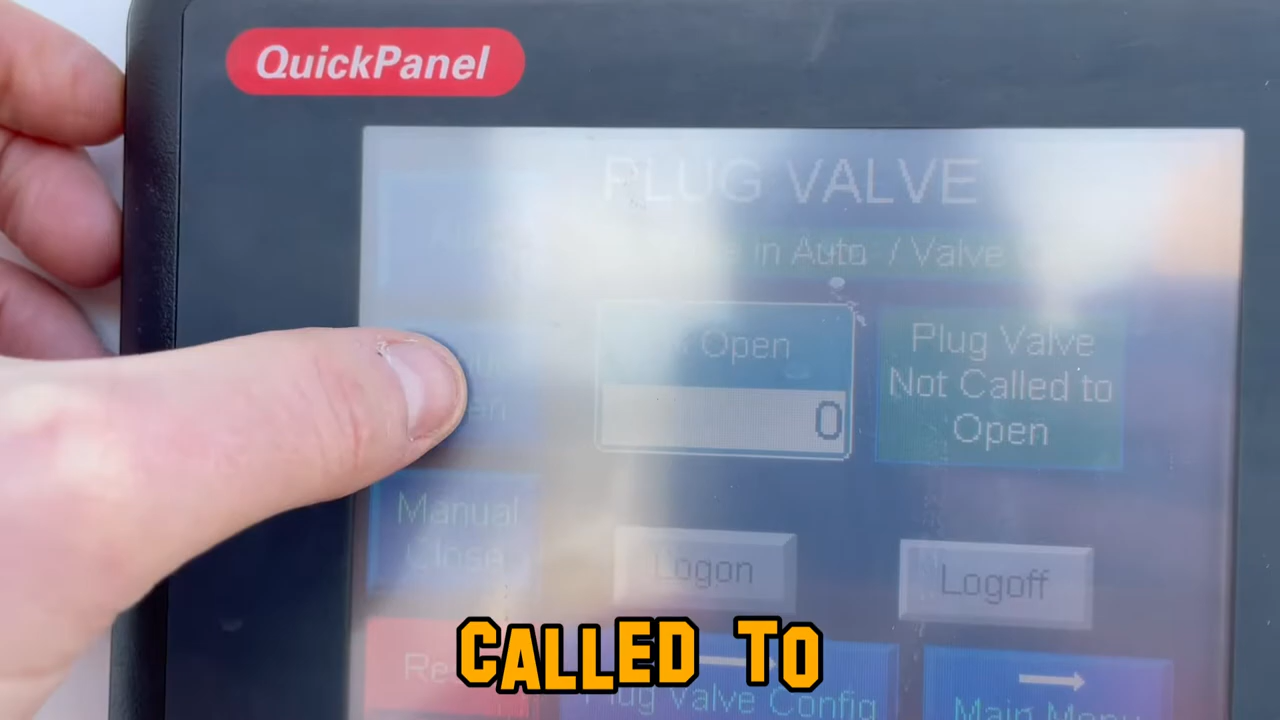 QuickPanel
PLUG VALVE
in Auto / Valve
Open
0
Plug Valve
Not Called to
Open
Manual
Close
Logon
Logoff
CALLED TO
Plug Valve Config
Main Menu